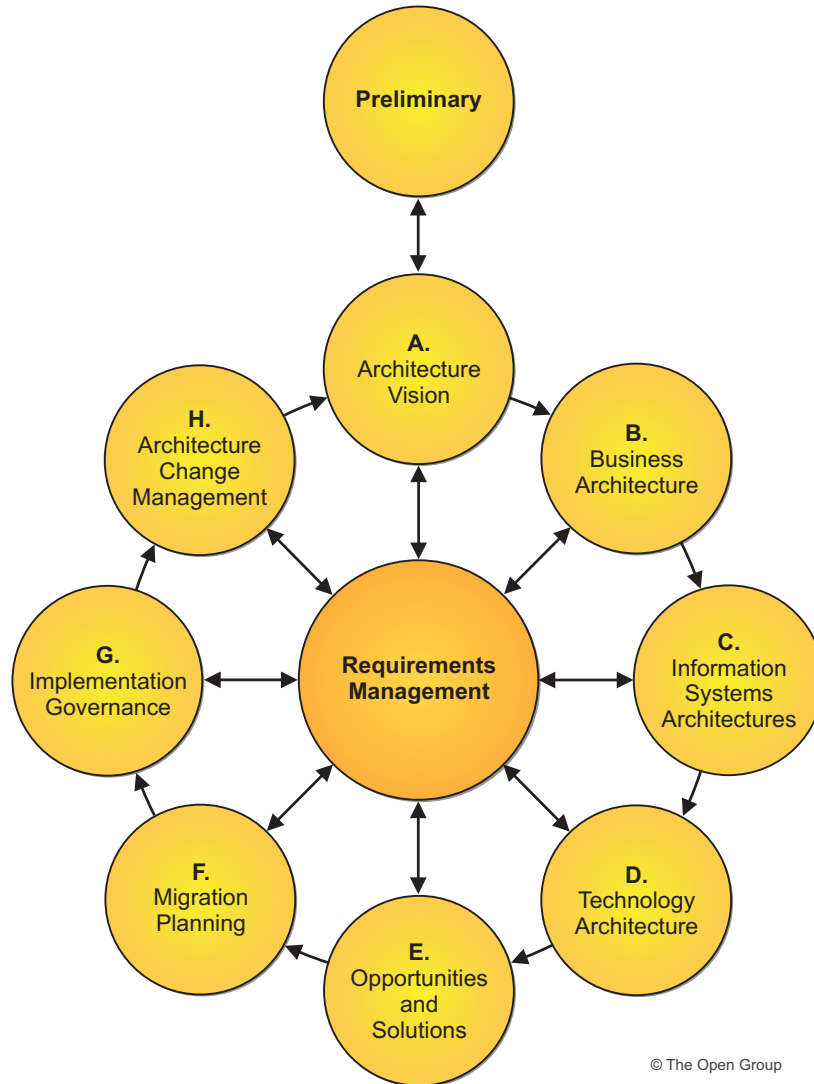 Preliminary
A.
Architecture
Vision
B.
Business
Architecture
C.
Information
Systems
Architectures
D.
Technology
Architecture
E.
Opportunities
and
Solutions
F.
Migration
Planning
G.
Implementation
Governance
H.
Architecture
Change
Management
Requirements
Management
© The Open Group